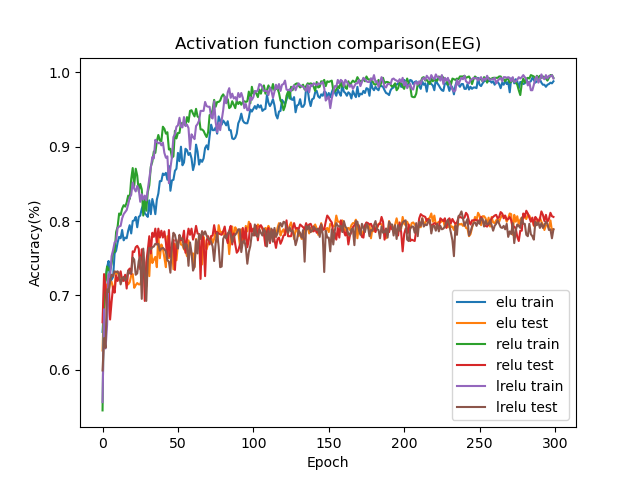 Activation function comparison(EEG)
Accuracy(%)
1.0
0.9
0.8
0.7
0.6
elu train
elu test
relu train
relu test
lrelu train
lrelu test
0 50 100 150 200 250 300
Epoch